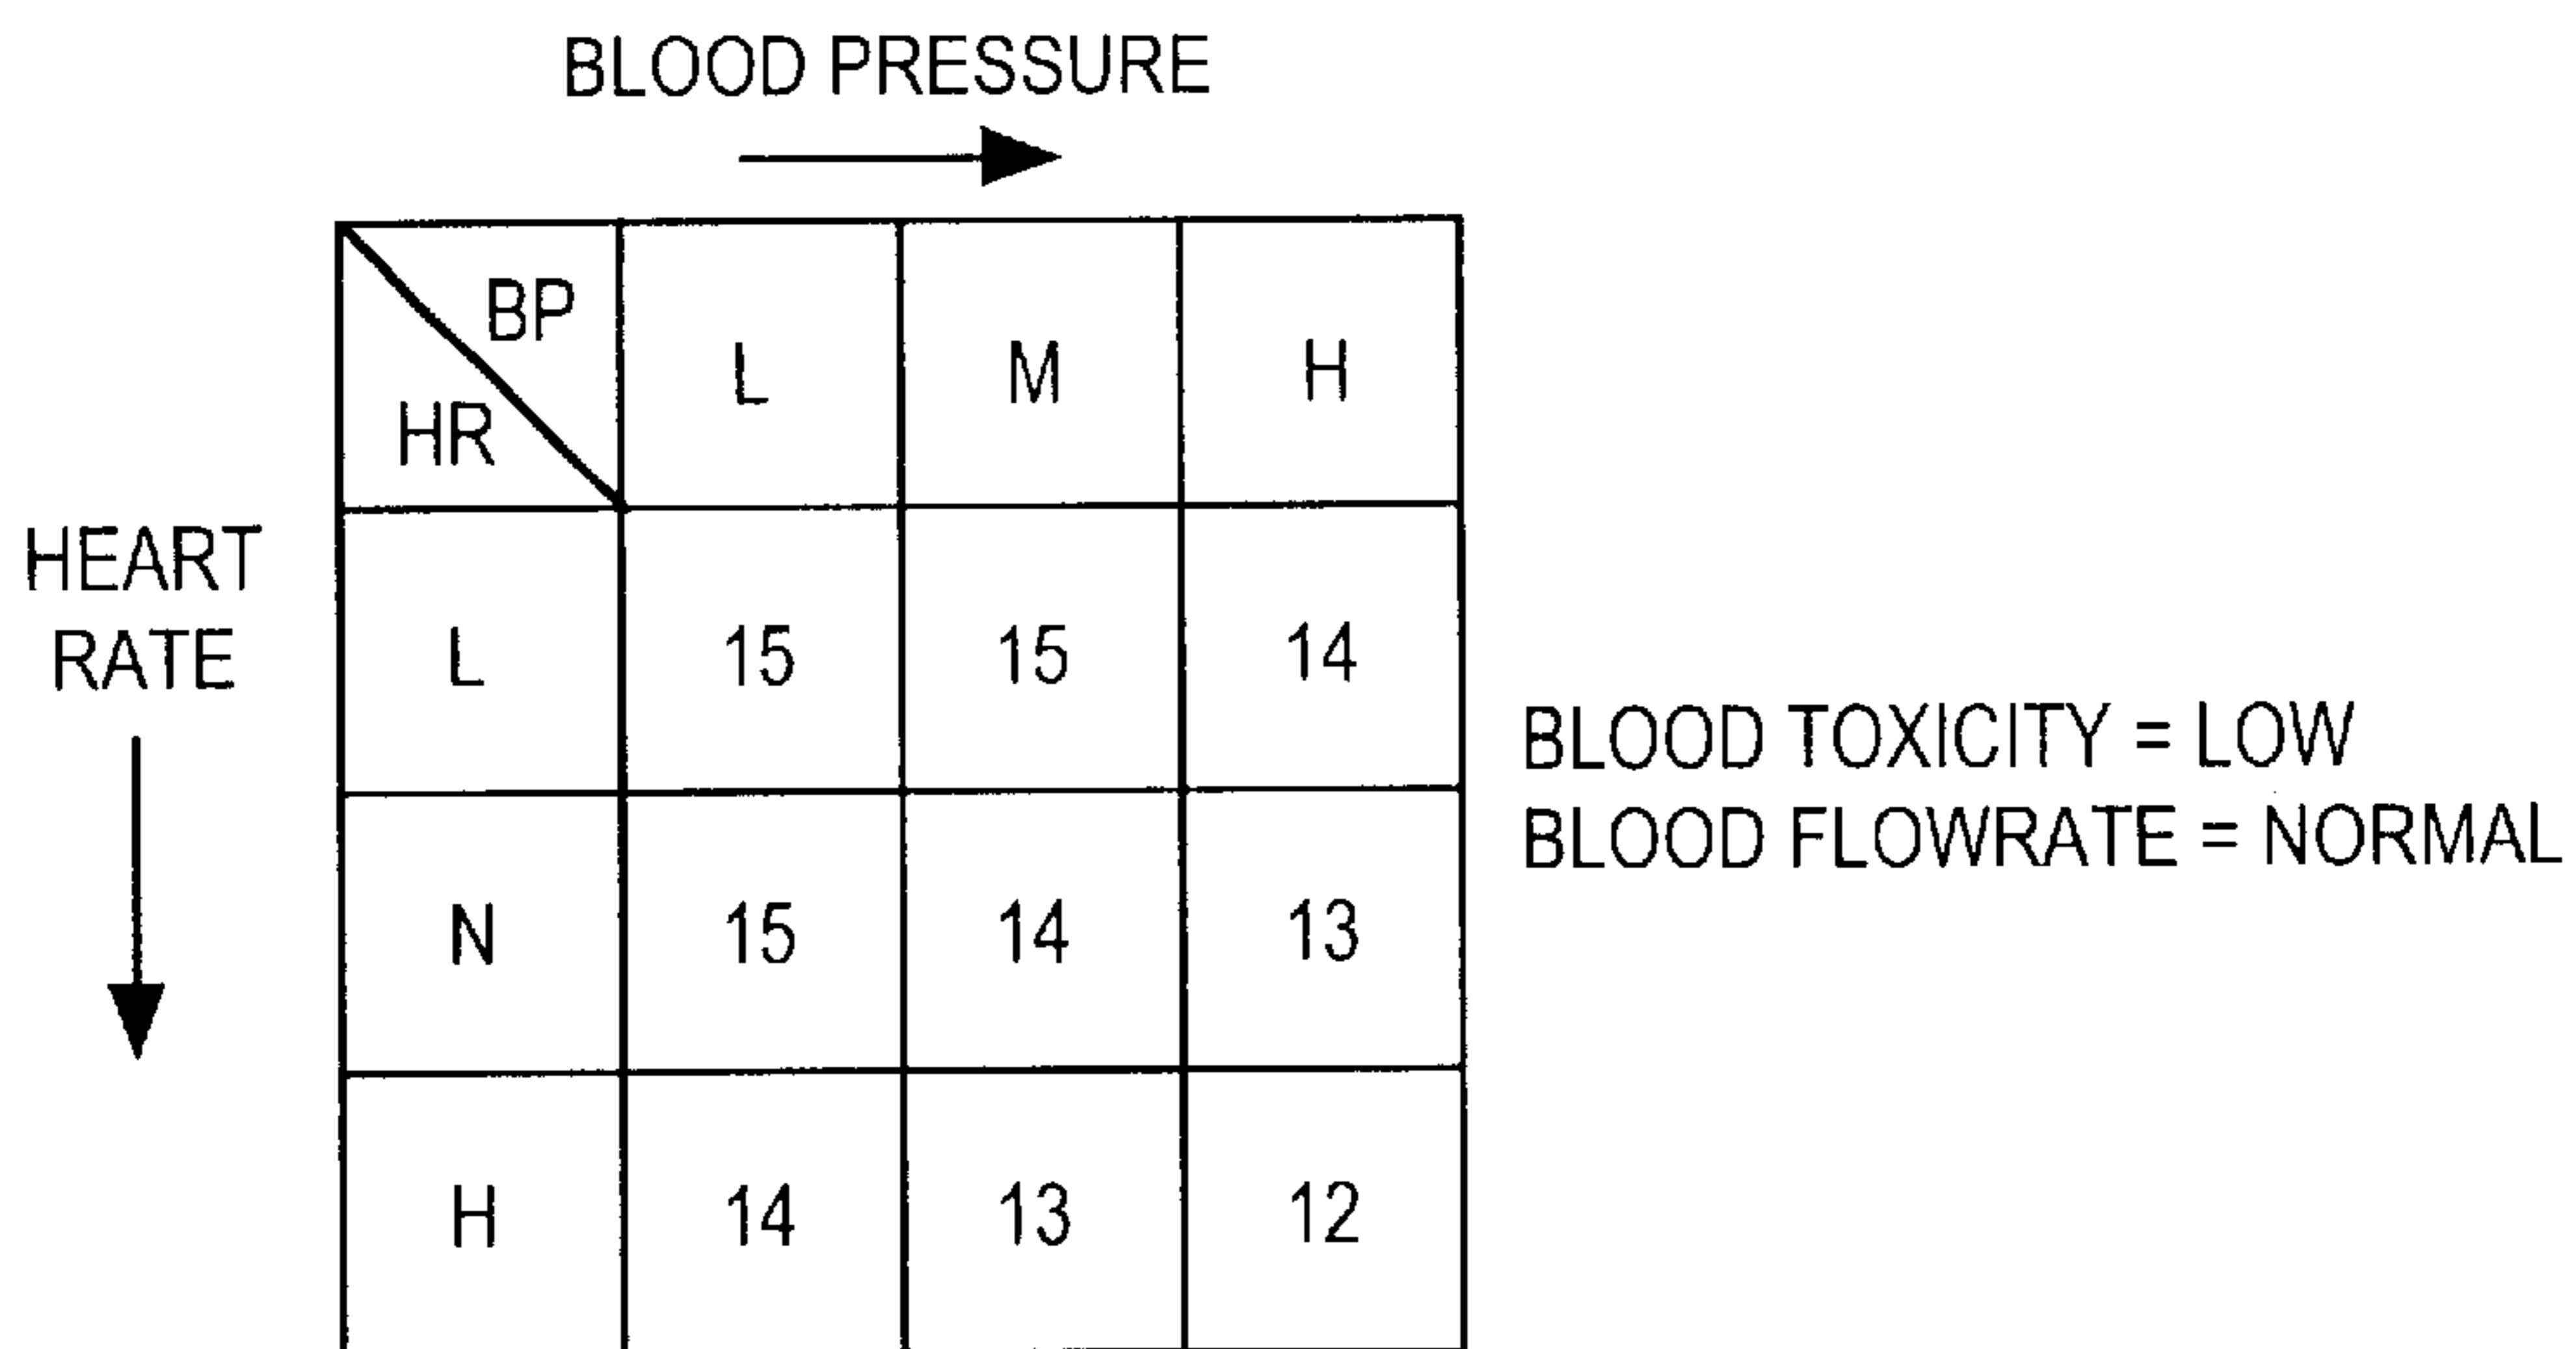 BLOOD PRESSURE
BP
HR
L M H
HEART
RATE
L 15 15 14
BLOOD TOXICITY = LOW
BLOOD FLOWRATE = NORMAL
N 15 14 13
H 14 13 12